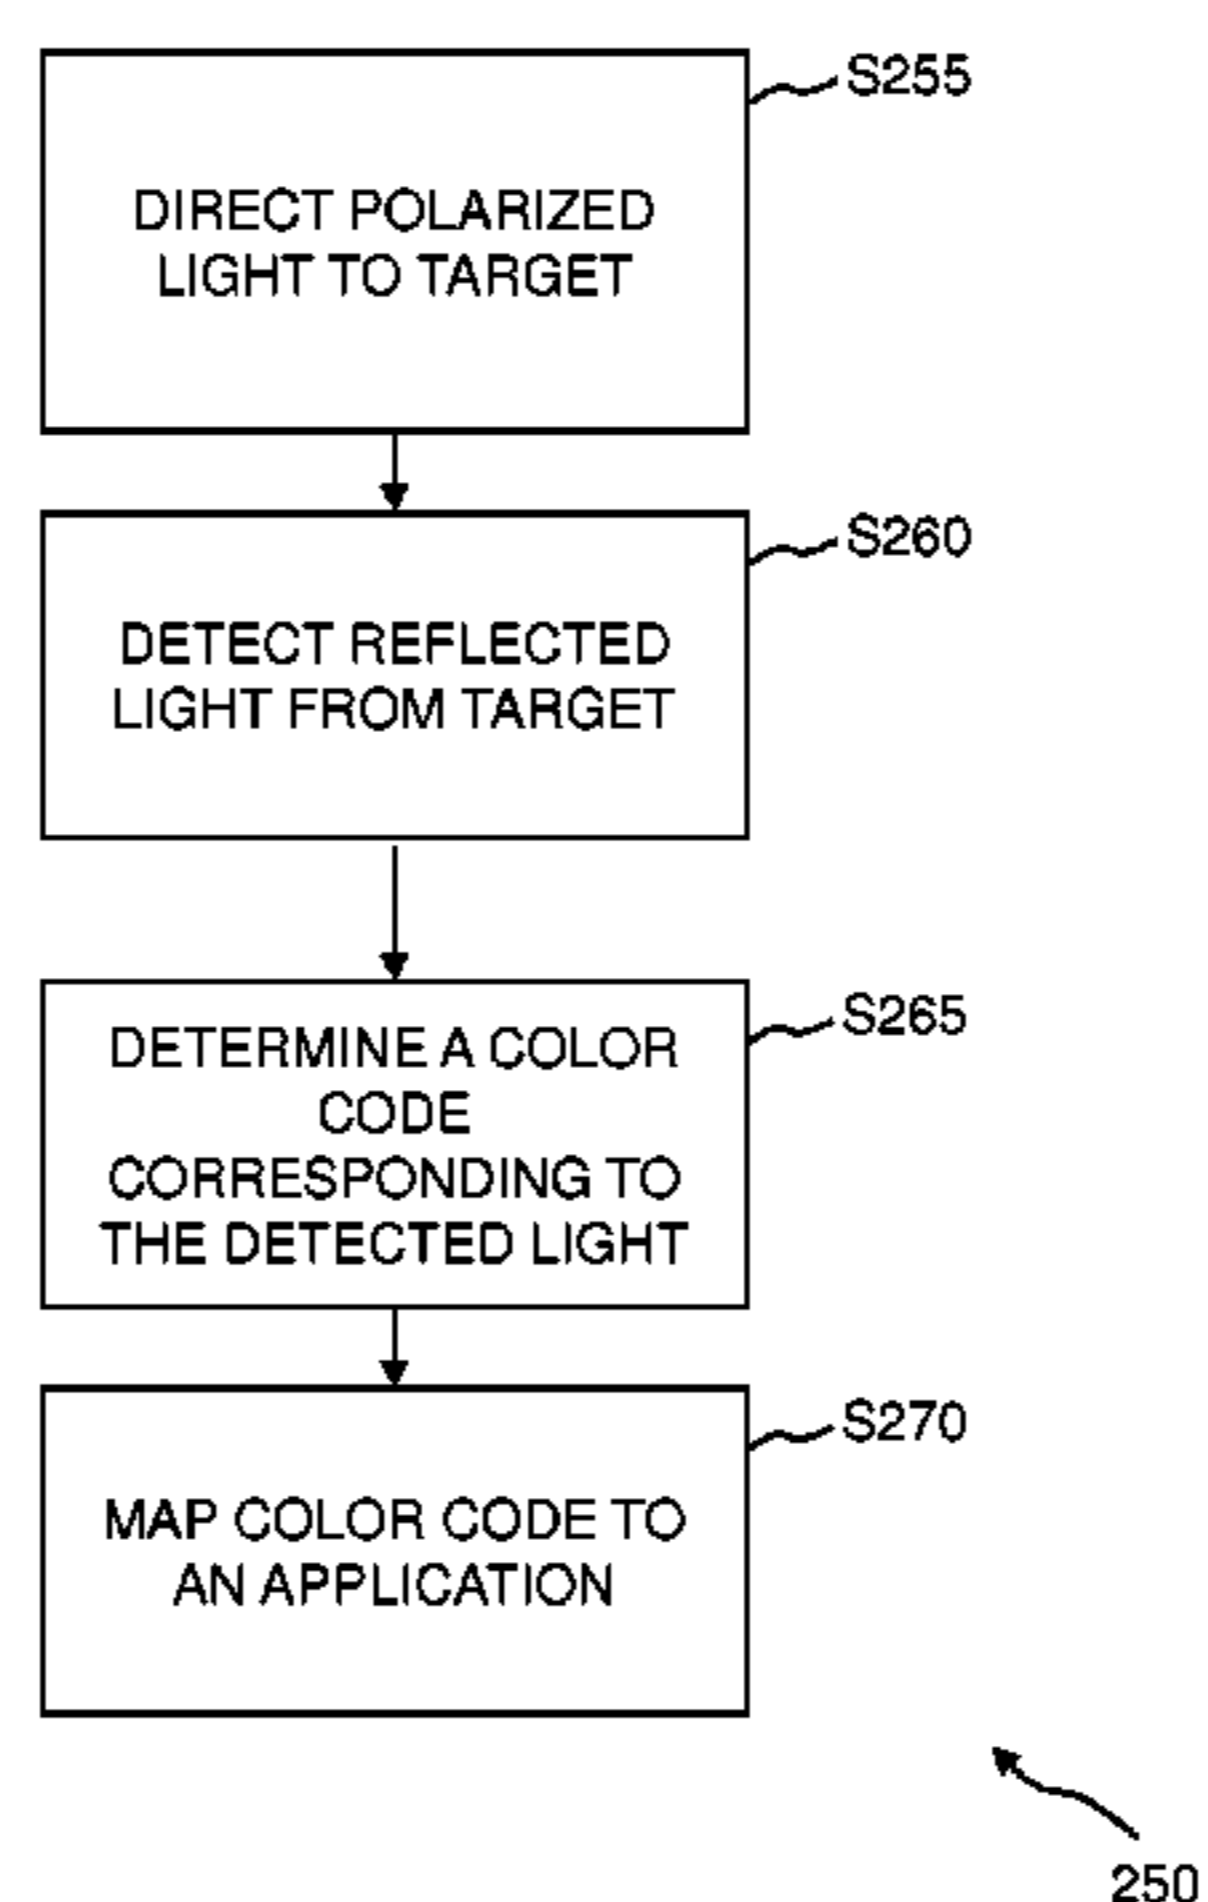 S255
DIRECT POLARIZED
LIGHT TO TARGET
S260
DETECT REFLECTED
LIGHT FROM TARGET
S265
DETERMINE A COLOR
CODE
CORRESPONDING TO
THE DETECTED LIGHT
S270
MAP COLOR CODE TO
AN APPLICATION
250